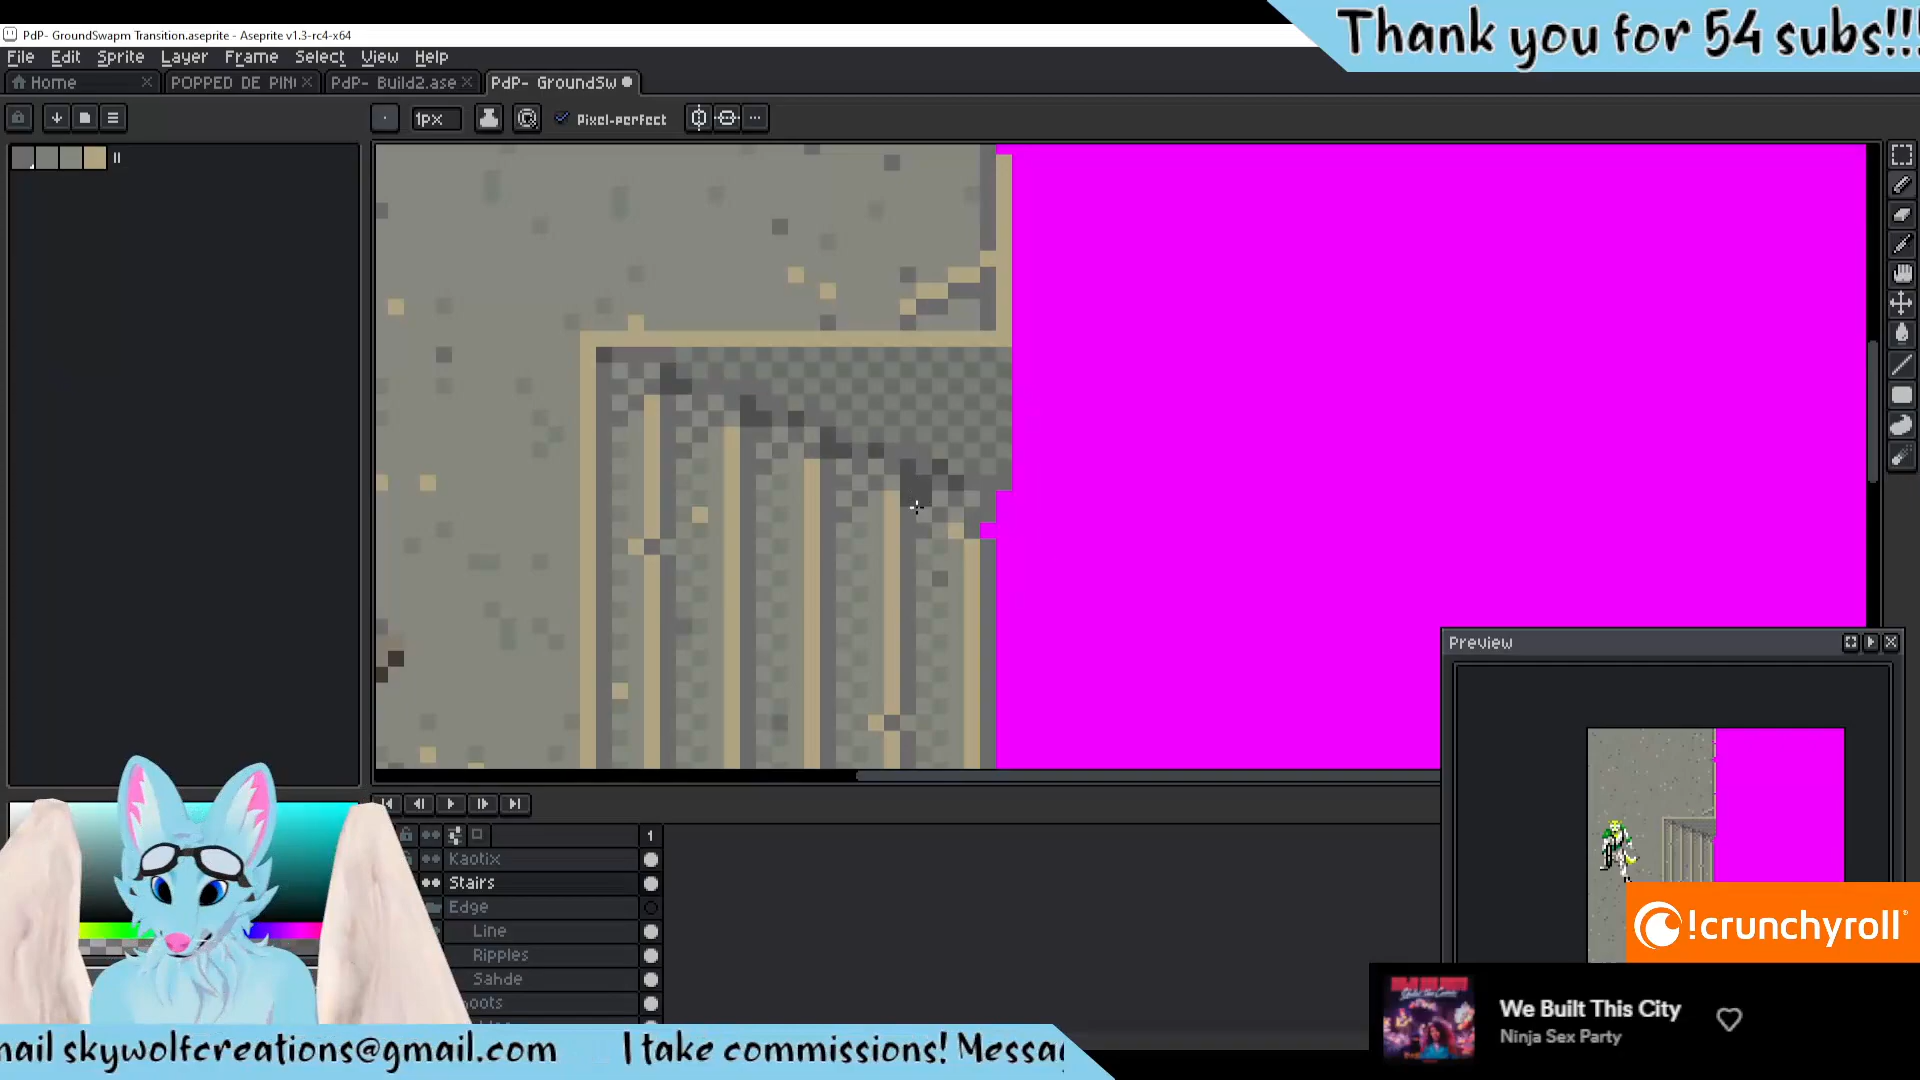 Thank you for 54 subs!!!
PdP- GroundSwapm Transition.aseprite - Aseprite v1.3-rc4-x64
File Edit Sprite Layer Frame Select View Help
Home
POPPED DE PIN
PdP- Build2.ase
PdP- GroundSw
1px
Pixel-perfect
Preview
1
Kaotix
Stairs
Edge
Line
Ripples
Sahde
oots
!crunchyroll
We Built This City
Ninja Sex Party
mail skywolfcreations@gmail.com I take commissions! Messa